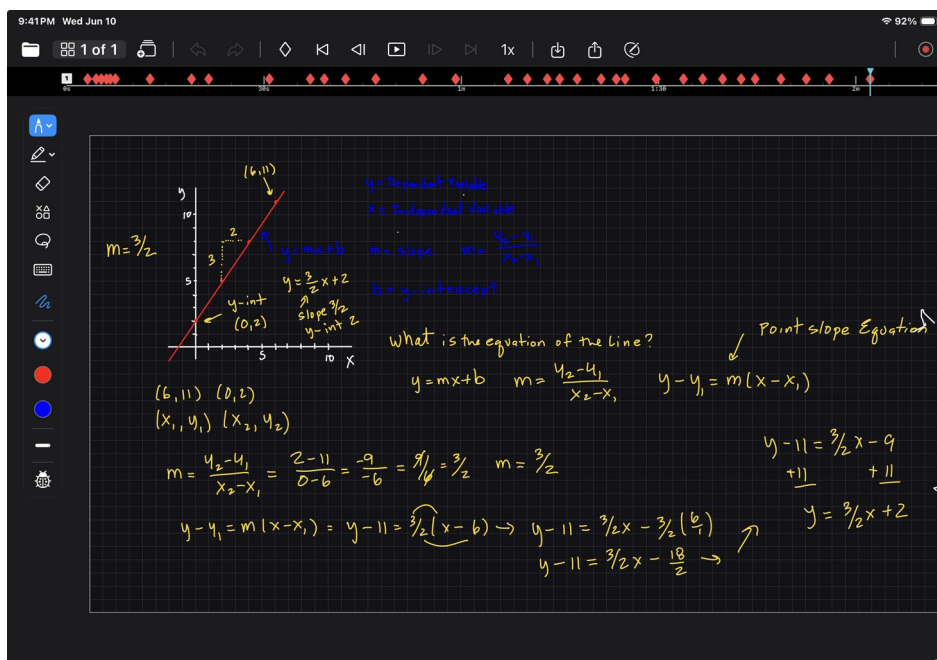 9:41PM Wed Jun 10
92%
1 of 1
1x
1
0s
30s
1m
1:30
2m
(6,11)
y
10
5
5
10
x
m = 3/2
2
3
y-int
(0,2)
y = Dependent Variable
x = Independent Variable
y = mx + b m = slope m = y₂-y₁/x₂-x₁
b = y-intercept
y = 3/2 x + 2
slope 3/2
y-int 2
What is the equation of the Line?
Point slope Equation
y = mx + b m = y₂-y₁/x₂-x₁ y - y₁ = m(x - x₁)
(6,11) (0,2)
(x₁, y₁) (x₂, y₂)
m = y₂-y₁/x₂-x₁ = 2-11/0-6 = -9/-6 = 9/6 = 3/2 m = 3/2
y - y₁ = m(x - x₁) = y - 11 = 3/2(x - 6) → y - 11 = 3/2x - 3/2(6/1)
y - 11 = 3/2x - 18/2 →
y - 11 = 3/2x - 9
+11 +11
y = 3/2x + 2